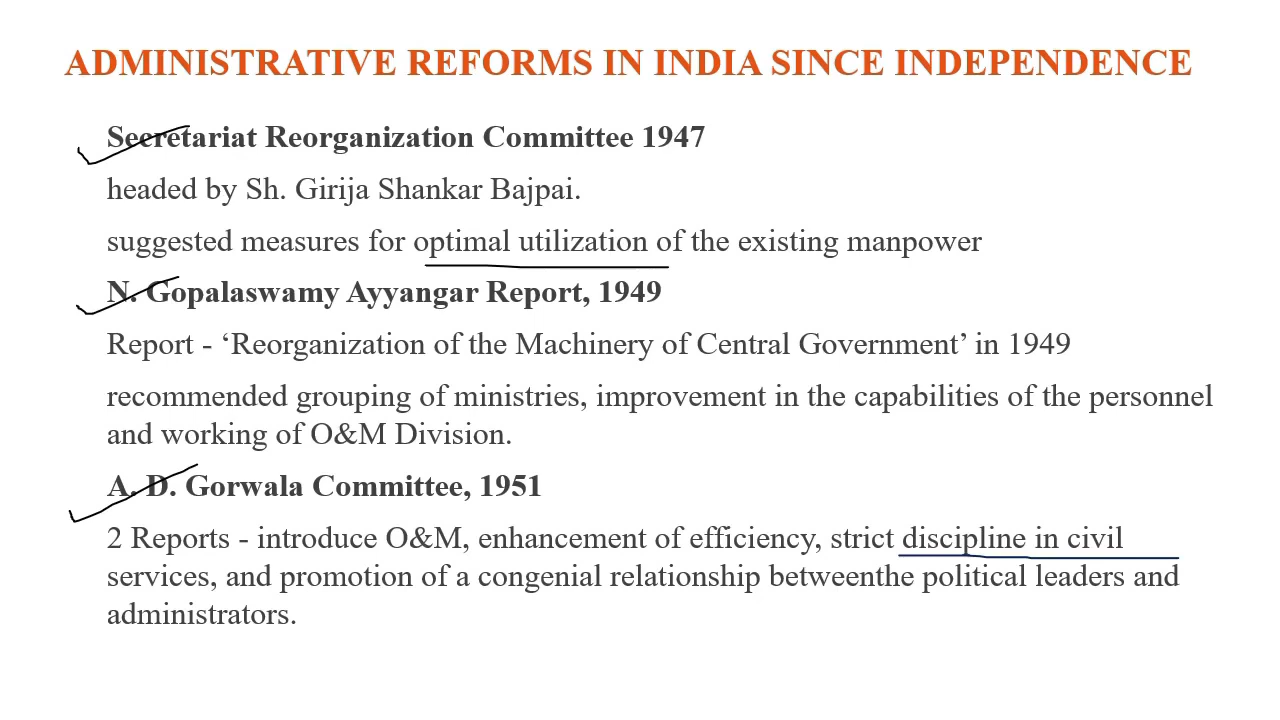 ADMINISTRATIVE REFORMS IN INDIA SINCE INDEPENDENCE
Secretariat Reorganization Committee 1947
headed by Sh. Girija Shankar Bajpai.
suggested measures for optimal utilization of the existing manpower
N. Gopalaswamy Ayyangar Report, 1949
Report - ‘Reorganization of the Machinery of Central Government’ in 1949
recommended grouping of ministries, improvement in the capabilities of the personnel
and working of O&M Division.
A. D. Gorwala Committee, 1951
2 Reports - introduce O&M, enhancement of efficiency, strict discipline in civil
services, and promotion of a congenial relationship betweenthe political leaders and
administrators.